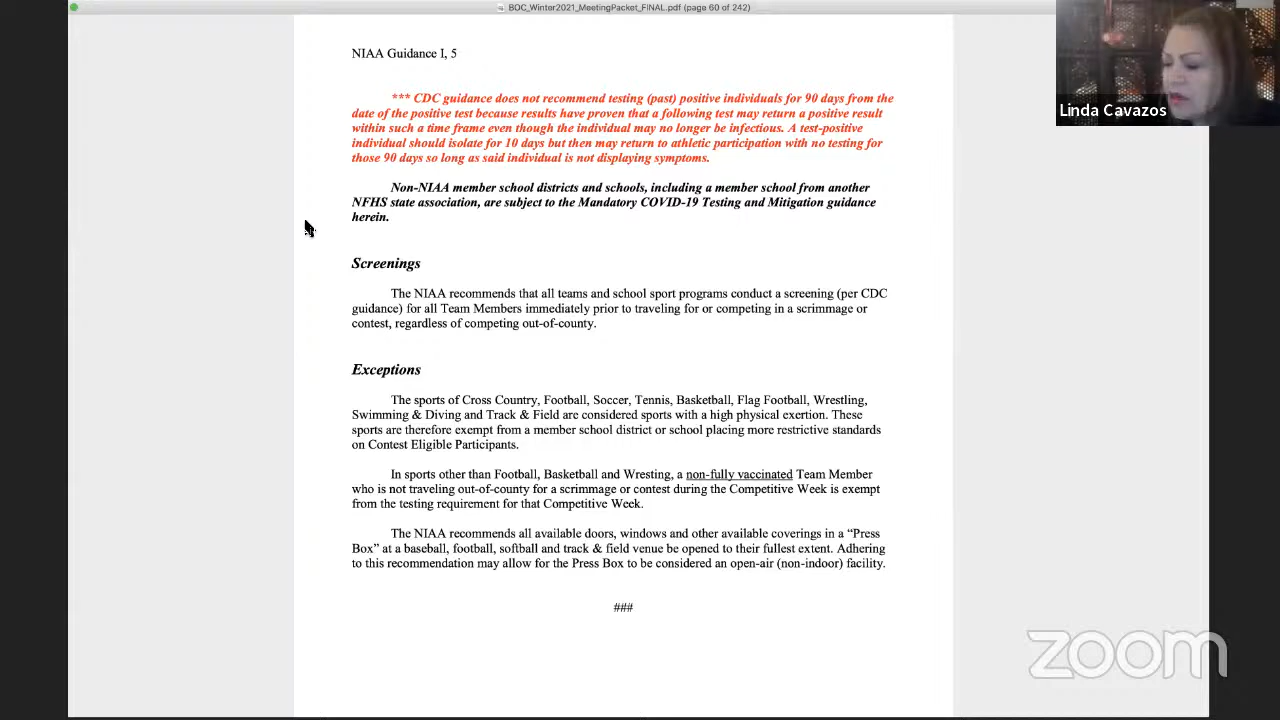 BOC_Winter2021_MeetingPacket_FINAL.pdf (page 60 of 242)
Linda Cavazos
NIAA Guidance I, 5
*** CDC guidance does not recommend testing (past) positive individuals for 90 days from the
date of the positive test because results have proven that a following test may return a positive result
within such a time frame even though the individual may no longer be infectious. A test-positive
individual should isolate for 10 days but then may return to athletic participation with no testing for
those 90 days so long as said individual is not displaying symptoms.
Non-NIAA member school districts and schools, including a member school from another
NFHS state association, are subject to the Mandatory COVID-19 Testing and Mitigation guidance
herein.
Screenings
The NIAA recommends that all teams and school sport programs conduct a screening (per CDC
guidance) for all Team Members immediately prior to traveling for or competing in a scrimmage or
contest, regardless of competing out-of-county.
Exceptions
The sports of Cross Country, Football, Soccer, Tennis, Basketball, Flag Football, Wrestling,
Swimming & Diving and Track & Field are considered sports with a high physical exertion. These
sports are therefore exempt from a member school district or school placing more restrictive standards
on Contest Eligible Participants.
In sports other than Football, Basketball and Wresting, a non-fully vaccinated Team Member
who is not traveling out-of-county for a scrimmage or contest during the Competitive Week is exempt
from the testing requirement for that Competitive Week.
The NIAA recommends all available doors, windows and other available coverings in a “Press
Box” at a baseball, football, softball and track & field venue be opened to their fullest extent. Adhering
to this recommendation may allow for the Press Box to be considered an open-air (non-indoor) facility.
###
zoom